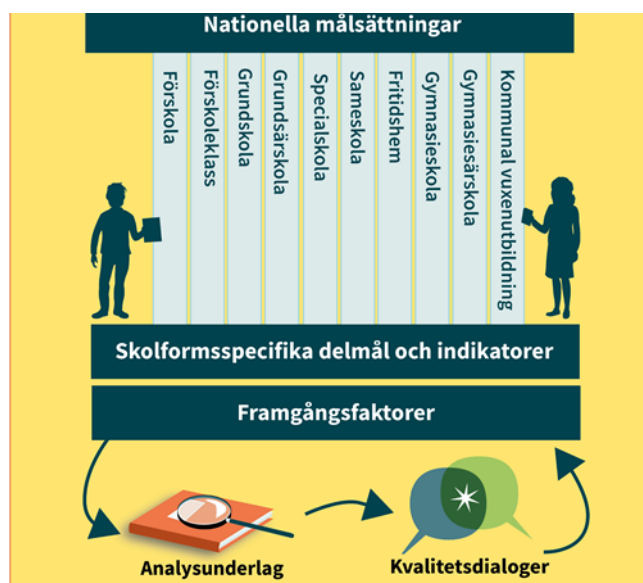 Nationella målsättningar
Förskola
Förskoleklass
Grundskola
Grundsärskola
Specialskola
Sameskola
Fritidshem
Gymnasieskola
Gymnasiesärskola
Kommunal vuxenutbildning
Skolformsspecifika delmål och indikatorer
Framgångsfaktorer
Analysunderlag
Kvalitetsdialoger